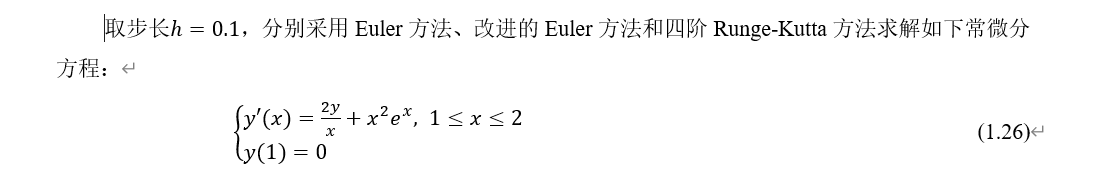 取步长h = 0.1，分别采用 Euler 方法、改进的 Euler 方法和四阶 Runge-Kutta 方法求解如下常微分
方程：↵
{y′(x) = 2y/x + x²eˣ, 1 ≤ x ≤ 2
y(1) = 0
(1.26)↵